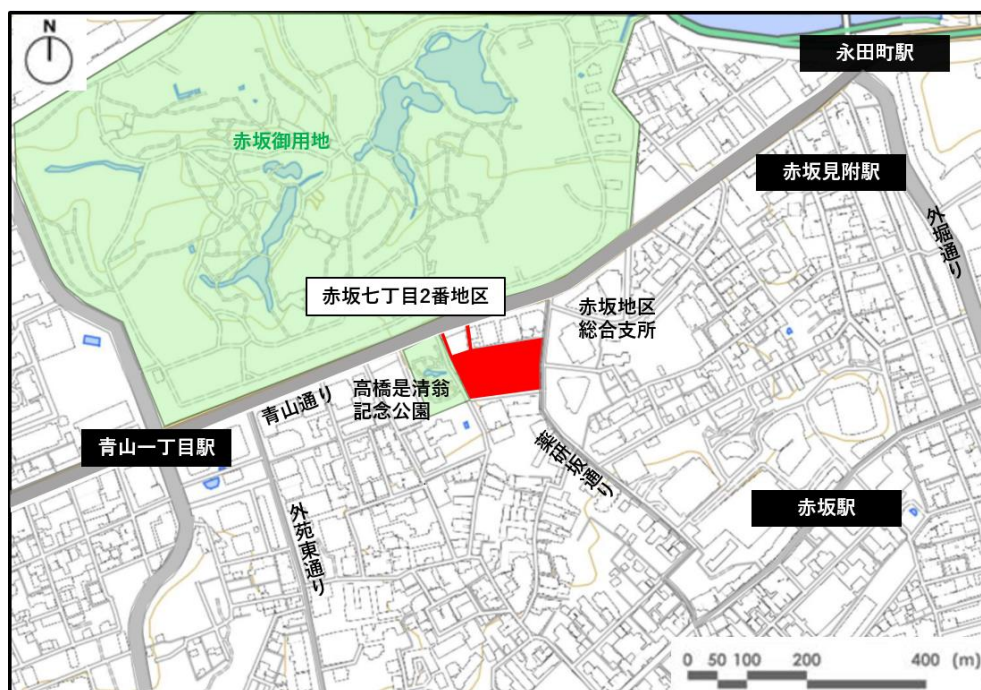 N
永田町駅
赤坂御用地
赤坂見附駅
外堀通り
赤坂七丁目2番地区
赤坂地区
総合支所
高橋是清翁
記念公園
青山通り
青山一丁目駅
薬研坂通り
赤坂駅
外苑東通り
0 50 100 200 400 (m)